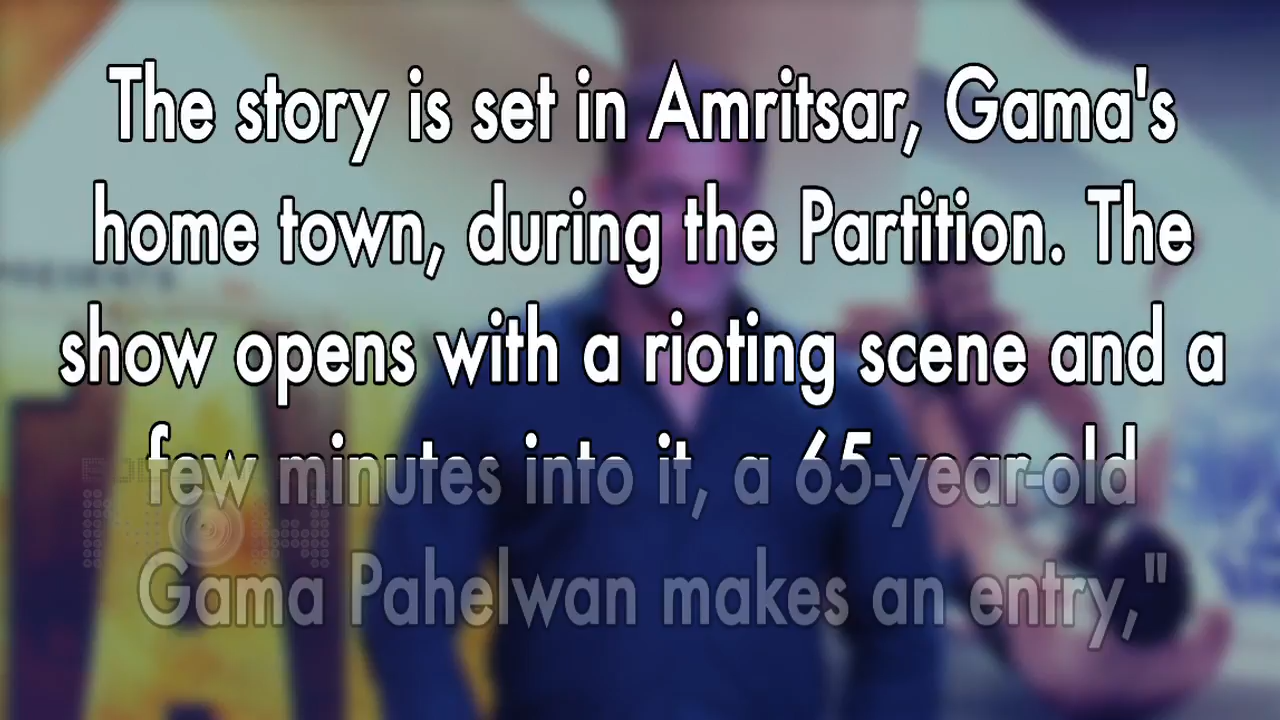 The story is set in Amritsar, Gama's
home town, during the Partition. The
show opens with a rioting scene and a
few minutes into it, a 65-year-old
Gama Pahelwan makes an entry,"
PRESENTS